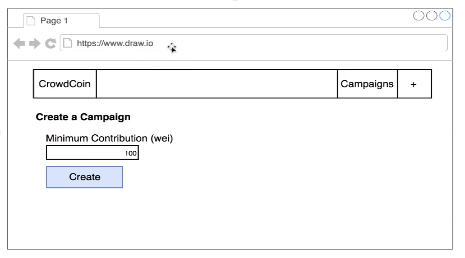 Page 1
https://www.draw.io
CrowdCoin Campaigns +
Create a Campaign
Minimum Contribution (wei)
100
Create